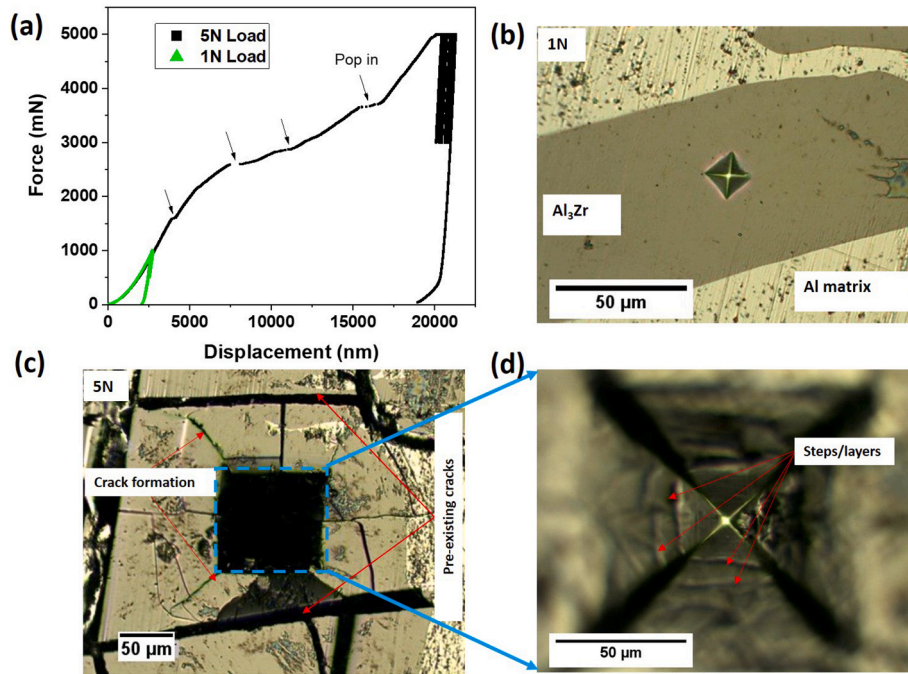 (a)
5N Load
1N Load
Pop in
5000
4000
3000
2000
1000
0
Force (mN)
0
5000
10000
15000
20000
Displacement (nm)
(b)
1N
Al₃Zr
Al matrix
50 µm
(c)
5N
Crack formation
Pre-existing cracks
50 µm
(d)
Steps/layers
50 µm